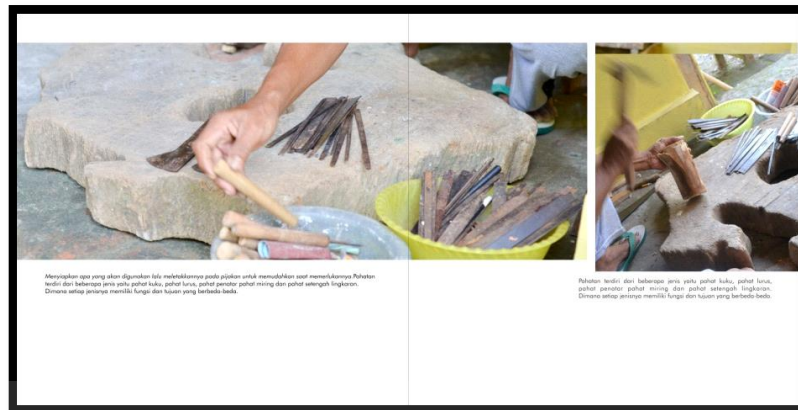 Menyiapkan apa yang akan digunakan lalu meletakkannya pada pijakan untuk memudahkan saat memerlukannya.Pahatan
terdiri dari beberapa jenis yaitu pahat kuku, pahat lurus, pahat penatar pahat miring dan pahat setengah lingkaran.
Dimana setiap jenisnya memiliki fungsi dan tujuan yang berbeda-beda.
Pahatan terdiri dari beberapa jenis yaitu pahat kuku, pahat lurus,
pahat penatar pahat miring dan pahat setengah lingkaran.
Dimana setiap jenisnya memiliki fungsi dan tujuan yang berbeda-beda.